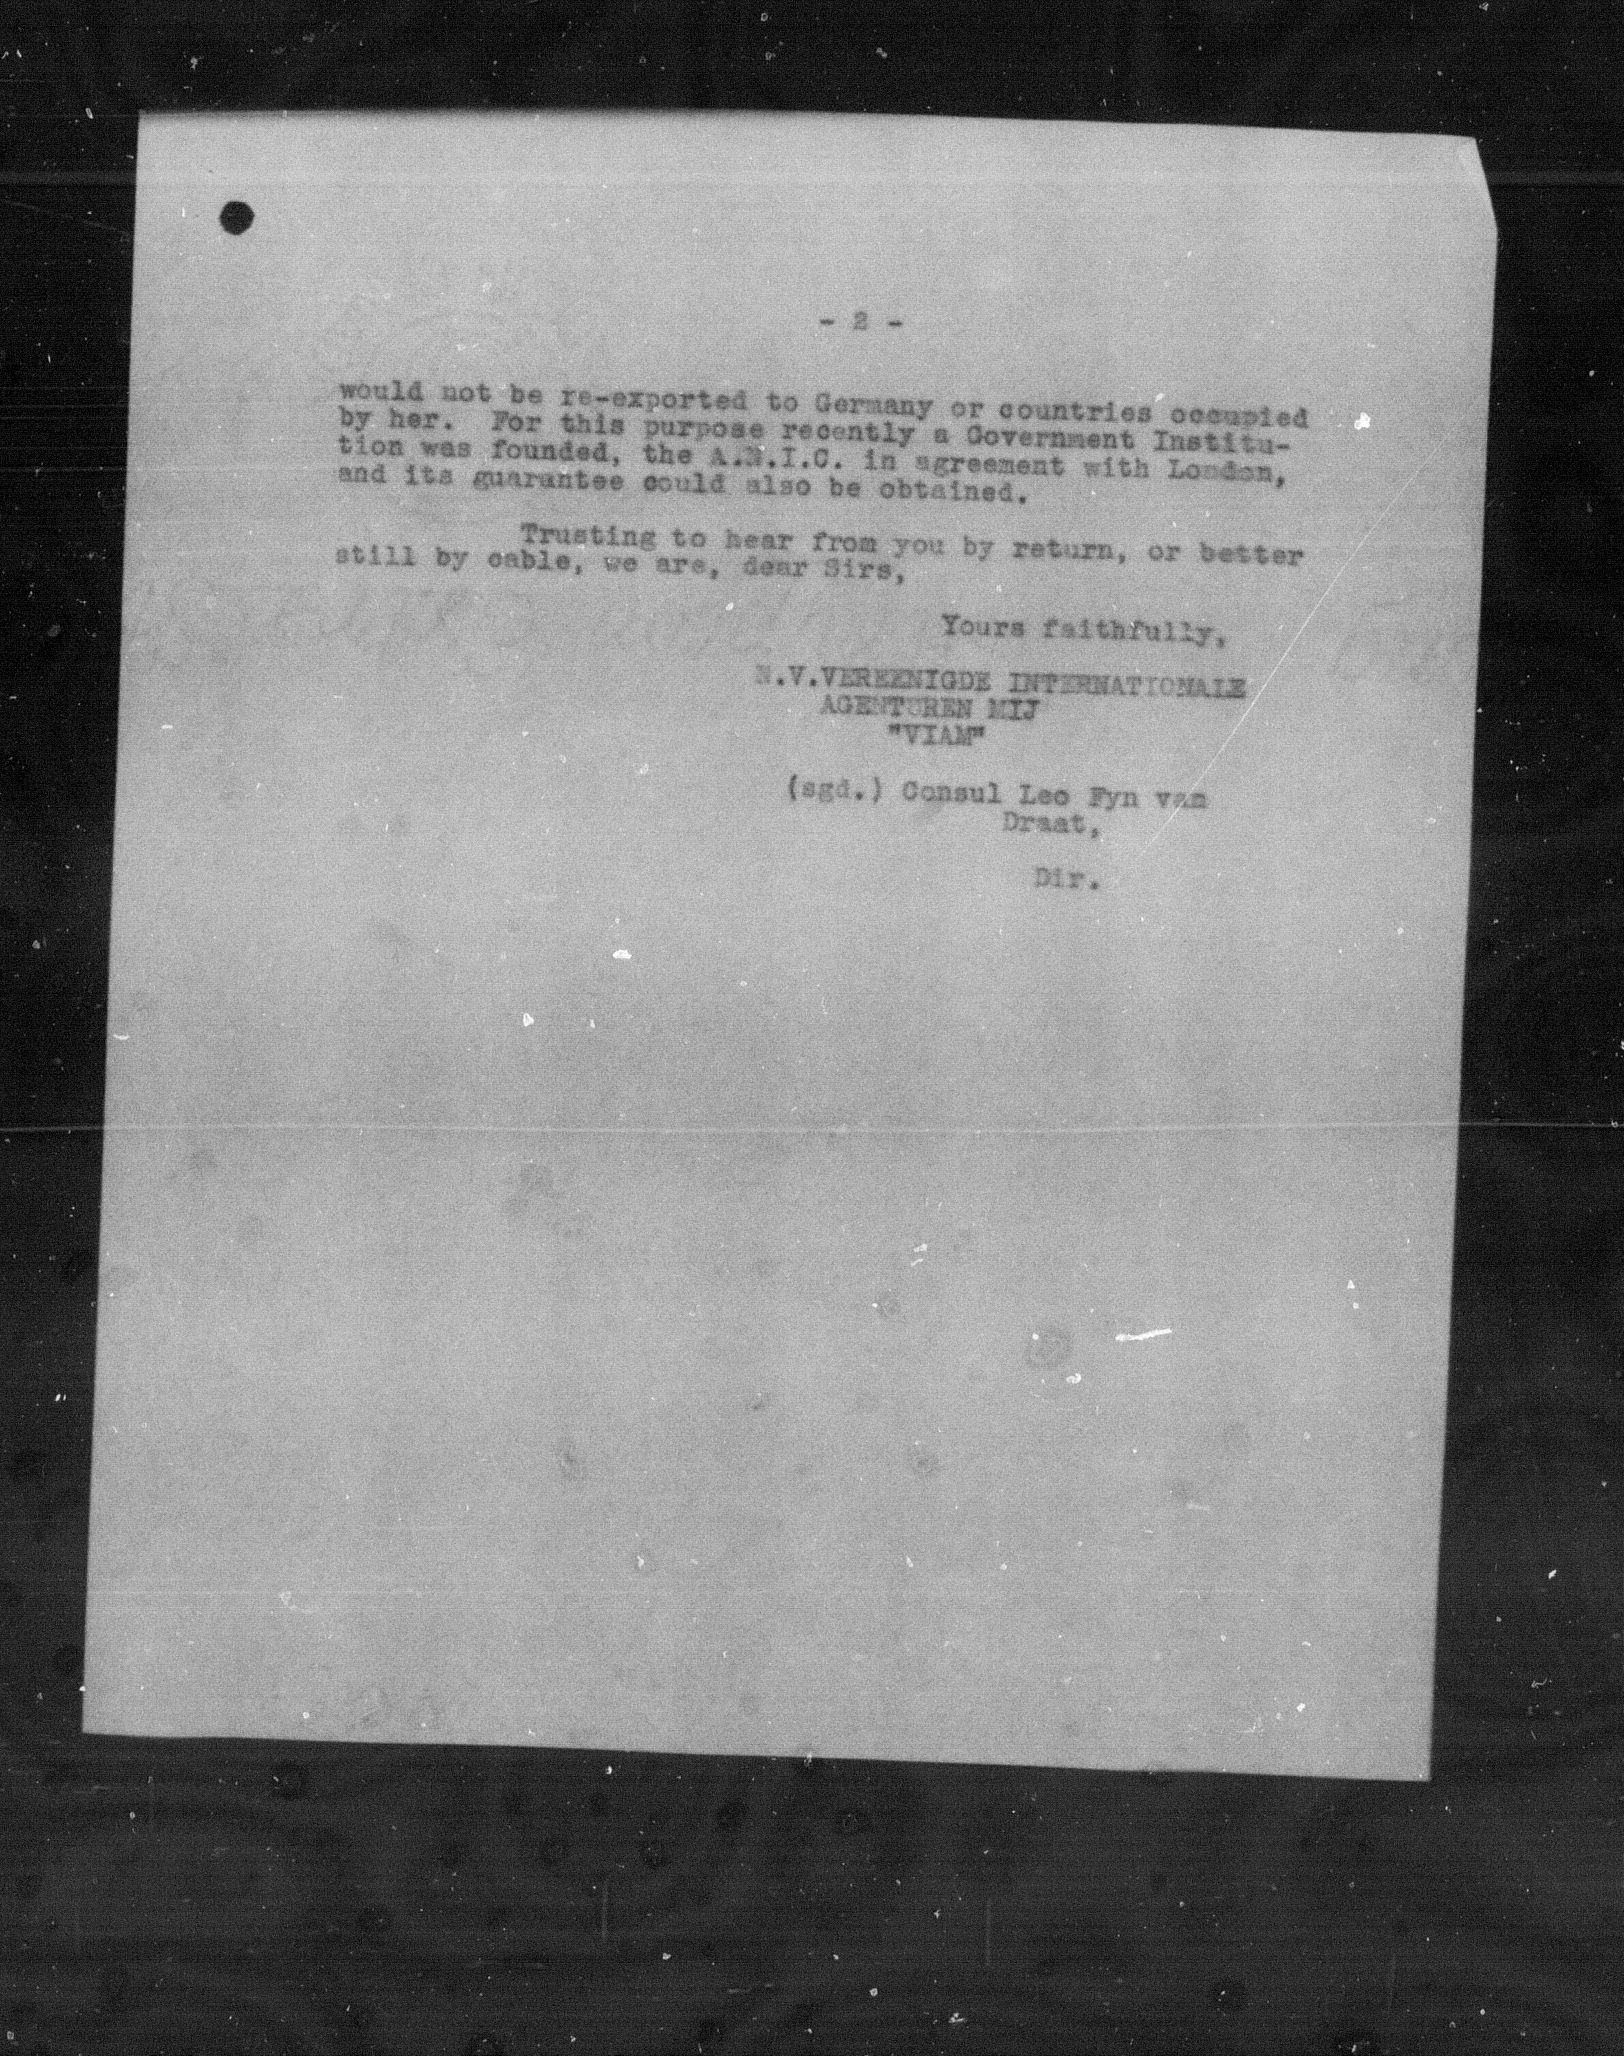 - 2 -
would not be re-exported to Germany or countries occupied
by her. For this purpose recently a Government Institu-
tion was founded, the A.N.I.C. in agreement with London,
and its guarantee could also be obtained.
Trusting to hear from you by return, or better
still by cable, we are, dear Sirs,
Yours faithfully,
N.V.VEREENIGDE INTERNATIONALE
AGENTUREN MIJ
"VIAM"
(sgd.) Consul Leo Fyn van
Draat,
Dir.